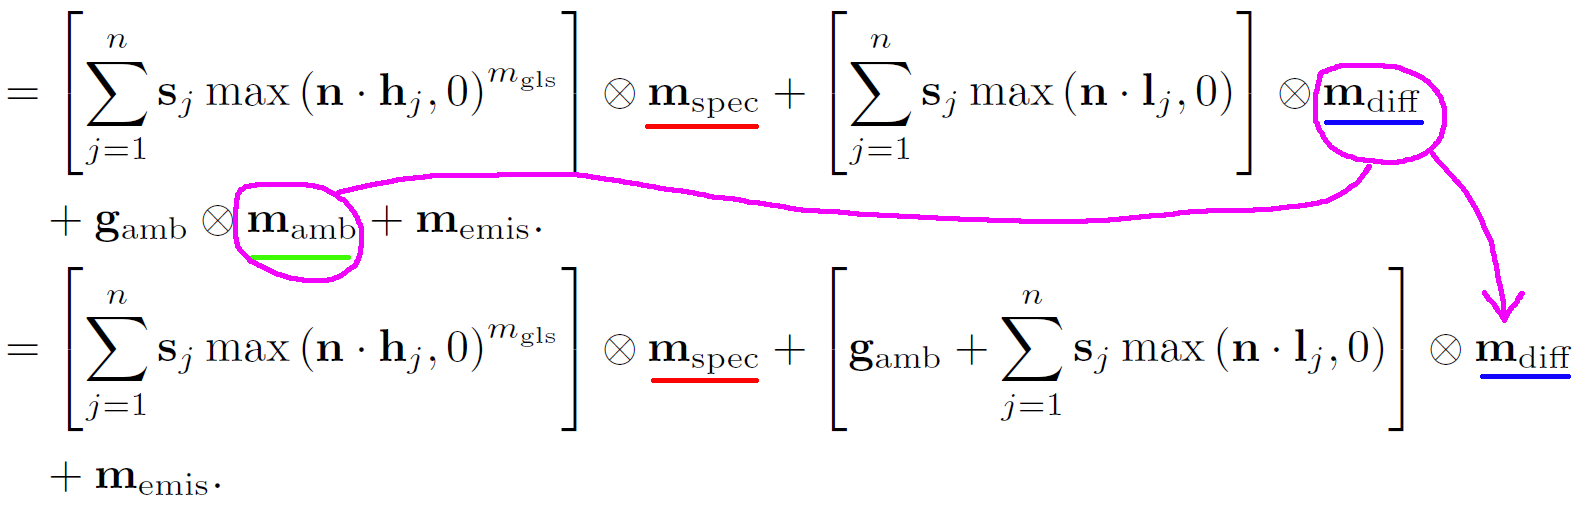 = [∑_{j=1}^{n} s_j max (n · h_j, 0)^{m_gls}] ⊗ m_spec + [∑_{j=1}^{n} s_j max (n · l_j, 0)] ⊗ m_diff
+ g_amb ⊗ m_amb + m_emis.
= [∑_{j=1}^{n} s_j max (n · h_j, 0)^{m_gls}] ⊗ m_spec + [g_amb + ∑_{j=1}^{n} s_j max (n · l_j, 0)] ⊗ m_diff
+ m_emis.